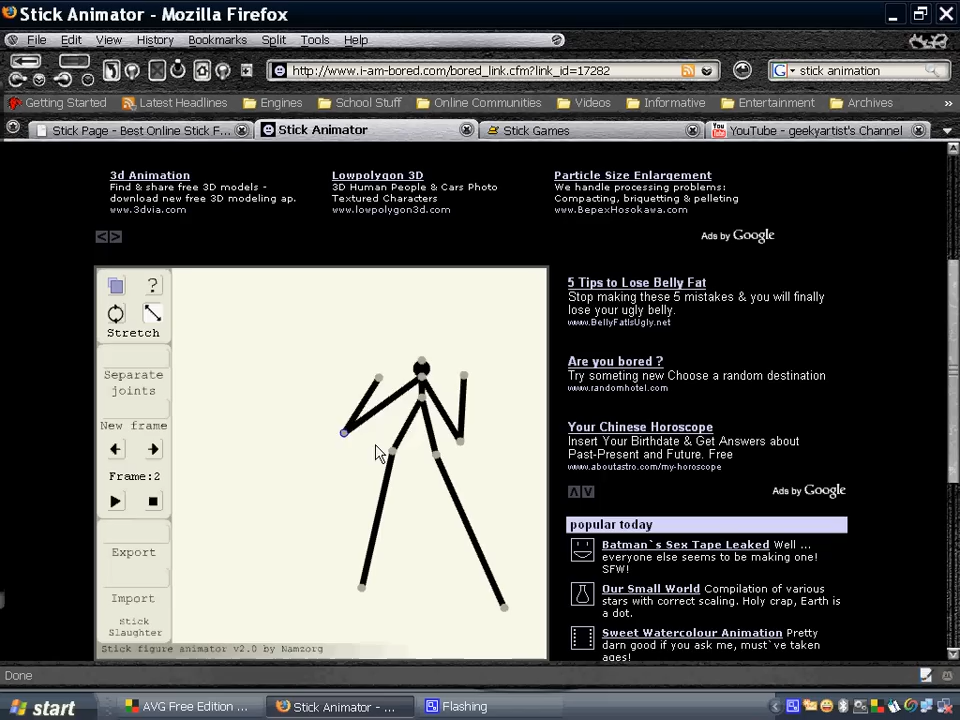 Stick Animator - Mozilla Firefox
File Edit View History Bookmarks Split Tools Help
http://www.i-am-bored.com/bored_link.cfm?link_id=17282
stick animation
Getting Started Latest Headlines Engines School Stuff Online Communities Videos Informative Entertainment Archives »
Stick Page - Best Online Stick F... Stick Animator Stick Games YouTube - geekyartist's Channel
3d Animation Lowpolygon 3D Particle Size Enlargement
Find & share free 3D models - 3D Human People & Cars Photo We handle processing problems:
download new free 3D modeling ap. Textured Characters Compacting, briquetting & pelleting
www.3dvia.com www.lowpolygon3d.com www.BepexHosokawa.com
Ads by Google
5 Tips to Lose Belly Fat
Stop making these 5 mistakes & you will finally
lose your ugly belly.
www.BellyFatIsUgly.net
Are you bored ?
Try someting new Choose a random destination
www.randomhotel.com
Your Chinese Horoscope
Insert Your Birthdate & Get Answers about
Past-Present and Future. Free
www.aboutastro.com/my-horoscope
Ads by Google
popular today
Batman`s Sex Tape Leaked Well ...
everyone else seems to be making one!
SFW!
Our Small World Compilation of various
stars with correct scaling. Holy crap, Earth is
a dot.
Sweet Watercolour Animation Pretty
darn good if you ask me, must`ve taken
ages!
?
Stretch
Separate
joints
New frame
Frame:2
Export
Import
Stick
Slaughter
Stick figure animator v2.0 by Namzorg
Done
start AVG Free Edition ... Stick Animator - ... Flashing